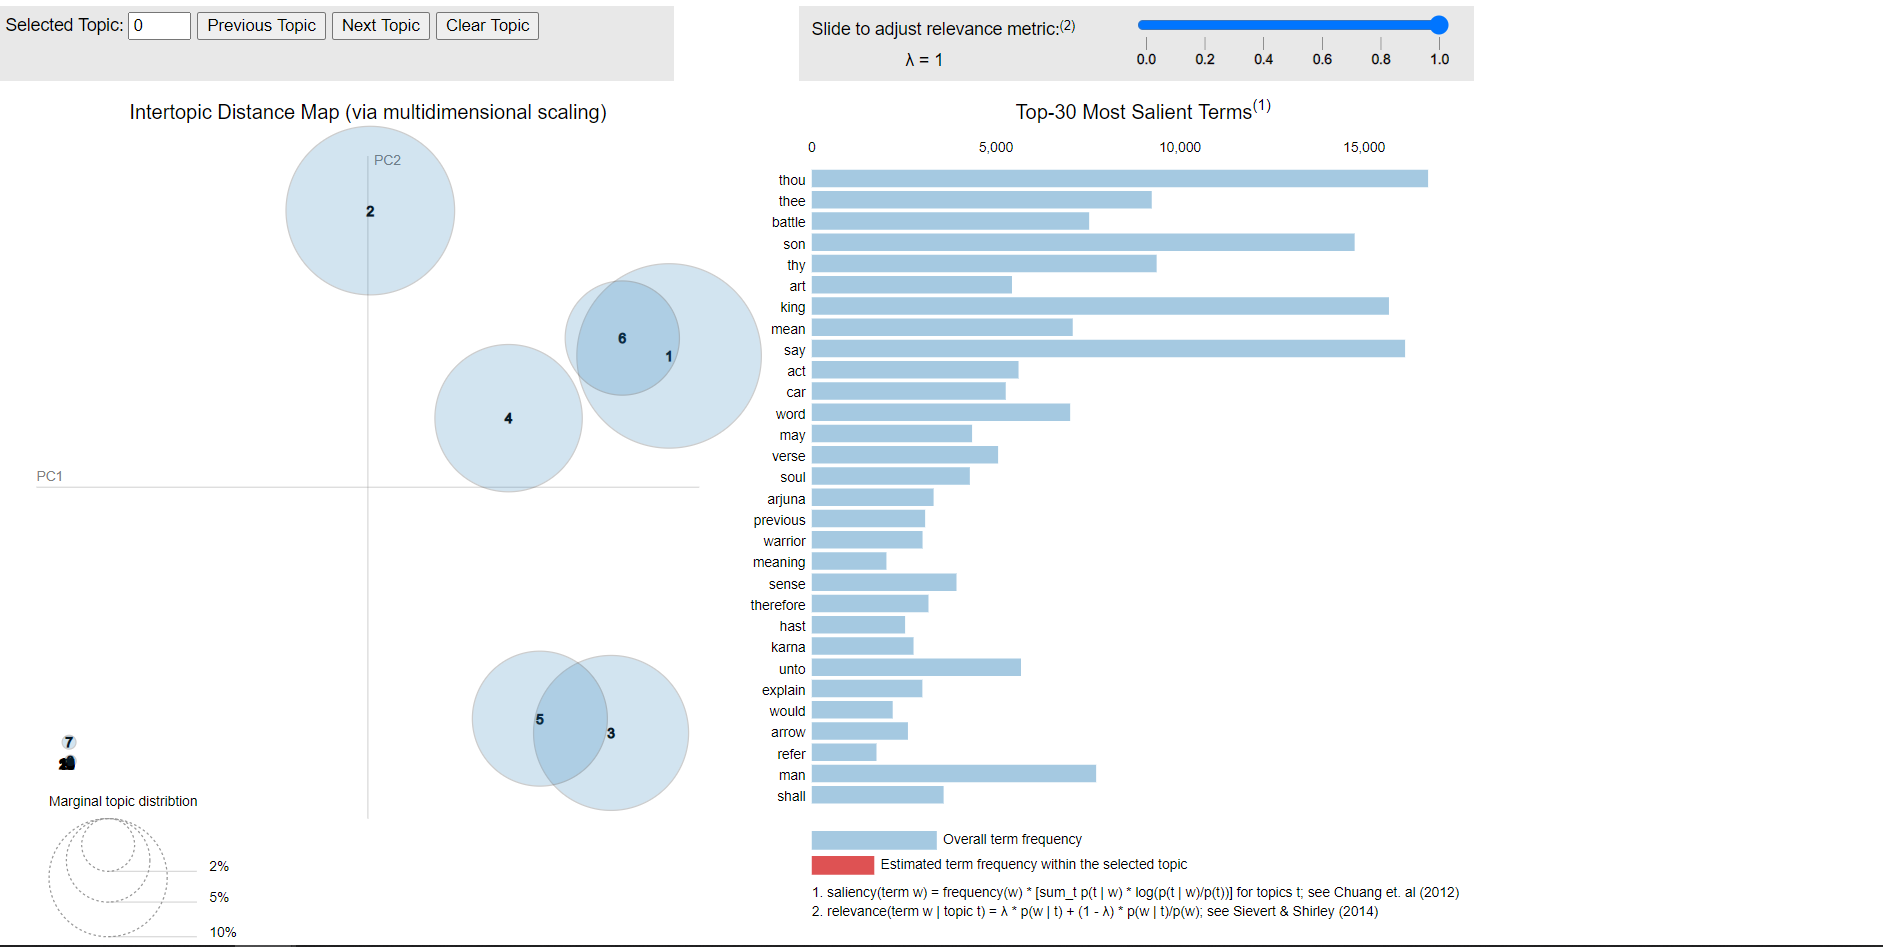 Selected Topic: 0 Previous Topic Next Topic Clear Topic
Slide to adjust relevance metric:(2)
λ = 1
0.0 0.2 0.4 0.6 0.8 1.0
Intertopic Distance Map (via multidimensional scaling)
PC2
2
6
1
4
PC1
5
3
7
Marginal topic distribtion
2%
5%
10%
Top-30 Most Salient Terms(1)
0 5,000 10,000 15,000
thou
thee
battle
son
thy
art
king
mean
say
act
car
word
may
verse
soul
arjuna
previous
warrior
meaning
sense
therefore
hast
karna
unto
explain
would
arrow
refer
man
shall
Overall term frequency
Estimated term frequency within the selected topic
1. saliency(term w) = frequency(w) * [sum_t p(t | w) * log(p(t | w)/p(t))] for topics t; see Chuang et. al (2012)
2. relevance(term w | topic t) = λ * p(w | t) + (1 - λ) * p(w | t)/p(w); see Sievert & Shirley (2014)